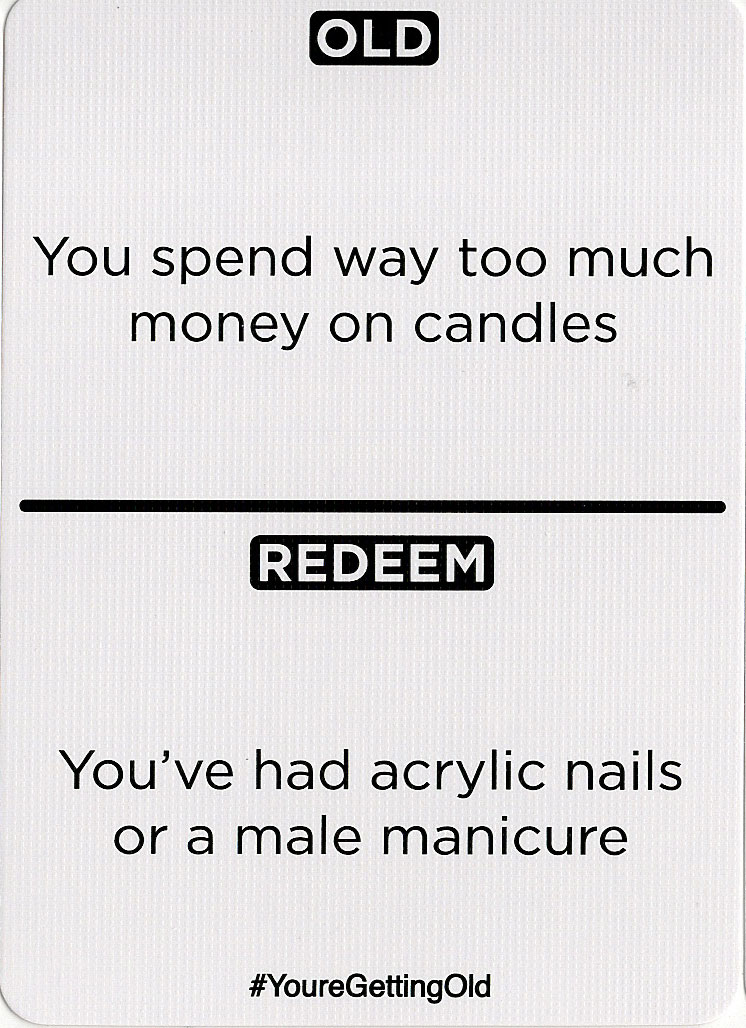 OLD
You spend way too much
money on candles
REDEEM
You've had acrylic nails
or a male manicure
#YoureGettingOld